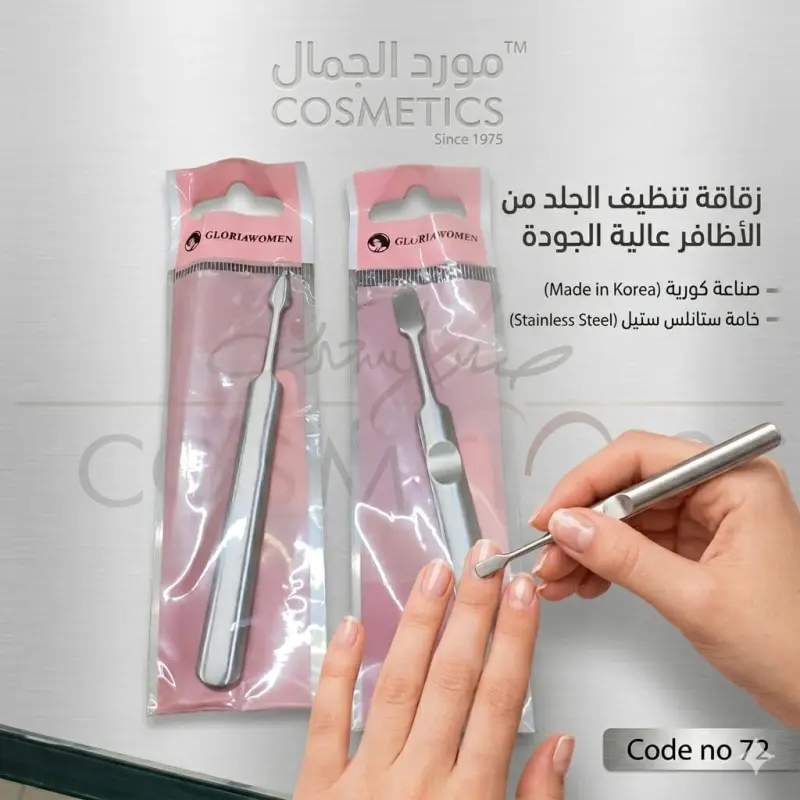 مورد الجمال™
COSMETICS
Since 1975
زقاقة تنظيف الجلد من
الأظافر عالية الجودة
- صناعة كورية (Made in Korea)
- خامة ستانلس ستيل (Stainless Steel)
GLORIAWOMEN
GLORIAWOMEN
COSMETICS
Code no 72